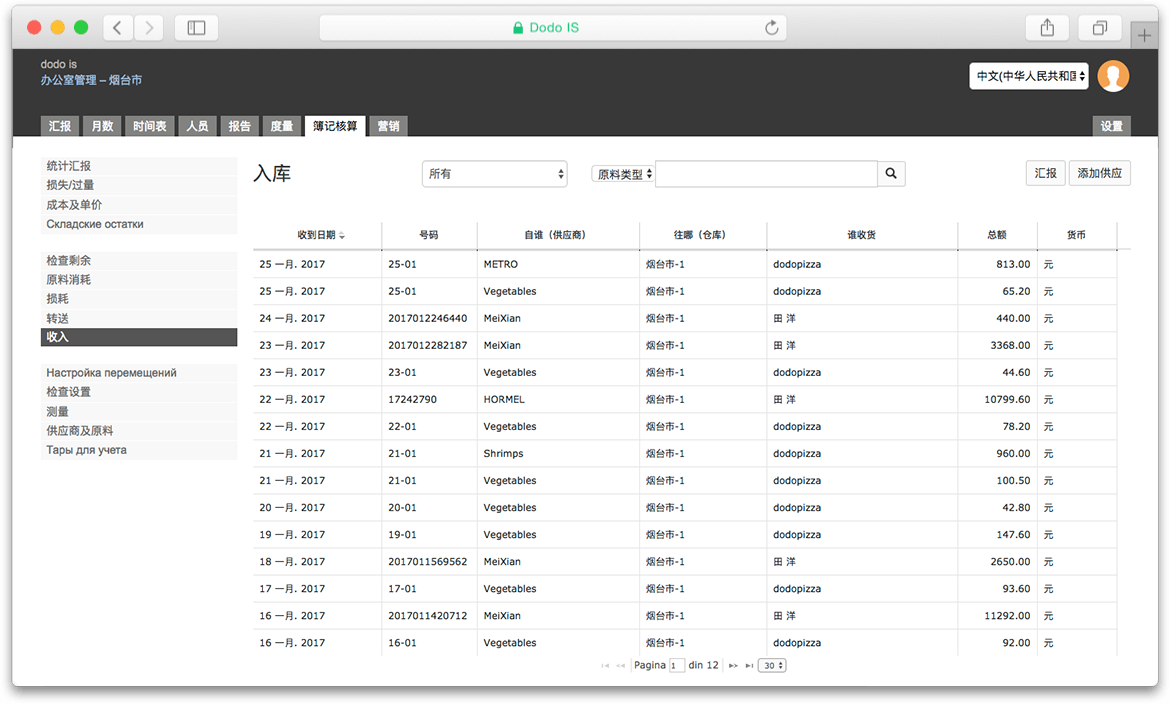 Dodo IS
dodo is
办公室管理 – 烟台市
中文(中华人民共和国
汇报 月数 时间表 人员 报告 度量 簿记核算 营销 设置
统计汇报
损失/过量
成本及单价
Складские остатки
检查剩余
原料消耗
损耗
转送
收入
Настройка перемещений
检查设置
测量
供应商及原料
Тары для учета
入库 所有 原料类型 汇报 添加供应
收到日期 号码 自谁（供应商） 往哪（仓库） 谁收货 总额 货币
25 一月. 2017 25-01 METRO 烟台市-1 dodopizza 813.00 元
25 一月. 2017 25-01 Vegetables 烟台市-1 dodopizza 65.20 元
24 一月. 2017 2017012246440 MeiXian 烟台市-1 田 洋 440.00 元
23 一月. 2017 2017012282187 MeiXian 烟台市-1 田 洋 3368.00 元
23 一月. 2017 23-01 Vegetables 烟台市-1 dodopizza 44.60 元
22 一月. 2017 17242790 HORMEL 烟台市-1 田 洋 10799.60 元
22 一月. 2017 22-01 Vegetables 烟台市-1 dodopizza 78.20 元
21 一月. 2017 21-01 Shrimps 烟台市-1 dodopizza 960.00 元
21 一月. 2017 21-01 Vegetables 烟台市-1 dodopizza 100.50 元
20 一月. 2017 20-01 Vegetables 烟台市-1 dodopizza 42.80 元
19 一月. 2017 19-01 Vegetables 烟台市-1 dodopizza 147.60 元
18 一月. 2017 2017011569562 MeiXian 烟台市-1 田 洋 2650.00 元
17 一月. 2017 17-01 Vegetables 烟台市-1 dodopizza 93.60 元
16 一月. 2017 2017011420712 MeiXian 烟台市-1 田 洋 11292.00 元
16 一月. 2017 16-01 Vegetables 烟台市-1 dodopizza 92.00 元
Pagina 1 din 12 30